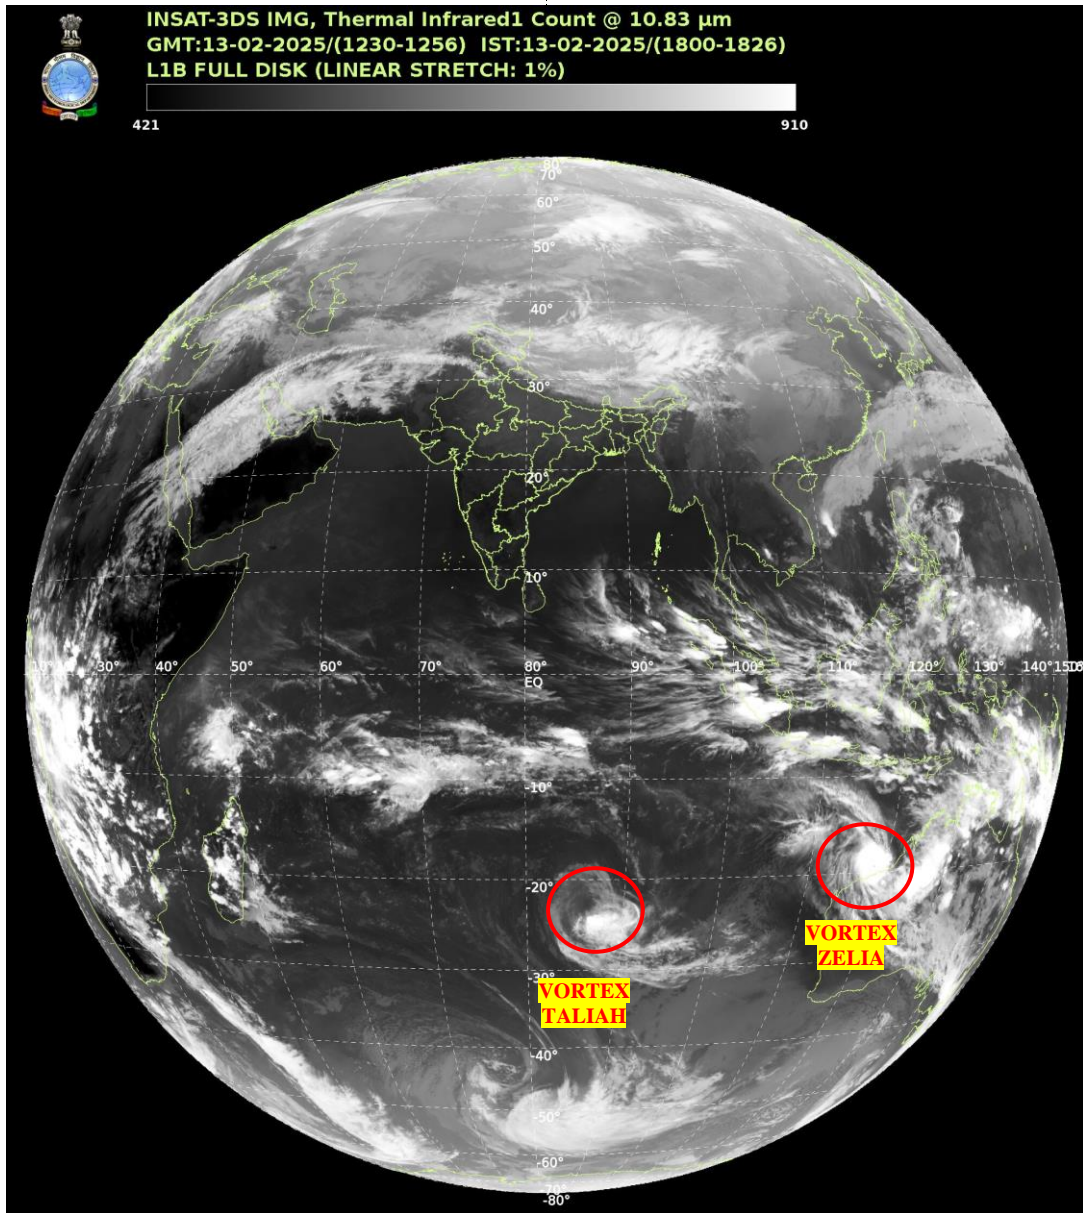 INSAT-3DS IMG, Thermal Infrared1 Count @ 10.83 μm
GMT:13-02-2025/(1230-1256) IST:13-02-2025/(1800-1826)
L1B FULL DISK (LINEAR STRETCH: 1%)
421 910
80°
70°
60°
50°
40°
30°
20°
10°
10° 30° 40° 50° 60° 70° 80° 90° 100° 110° 120° 130° 140°
EQ
-10°
-20°
VORTEX
ZELIA
-30°
VORTEX
TALIAH
-40°
-50°
-60°
-70°
-80°